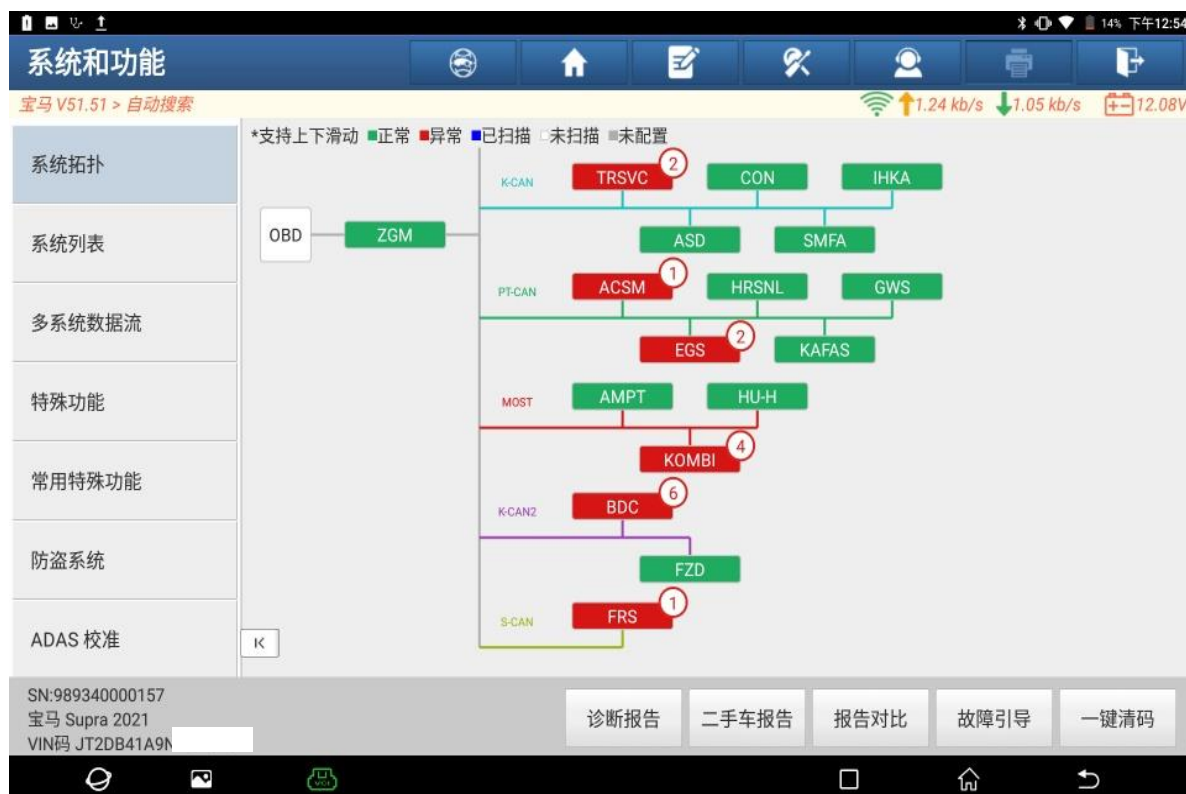 14% 下午12:54
系统和功能
宝马 V51.51 > 自动搜索
1.24 kb/s 1.05 kb/s 12.08V
系统拓扑
系统列表
多系统数据流
特殊功能
常用特殊功能
防盗系统
ADAS 校准
*支持上下滑动 正常 异常 已扫描 未扫描 未配置
OBD ZGM
K-CAN TRSVC 2 CON IHKA
ASD SMFA
PT-CAN ACSM 1 HRSNL GWS
EGS 2 KAFAS
MOST AMPT HU-H
KOMBI 4
K-CAN2 BDC 6
FZD
S-CAN FRS 1
SN:989340000157
宝马 Supra 2021
VIN码 JT2DB41A9N
诊断报告 二手车报告 报告对比 故障引导 一键清码
VCI